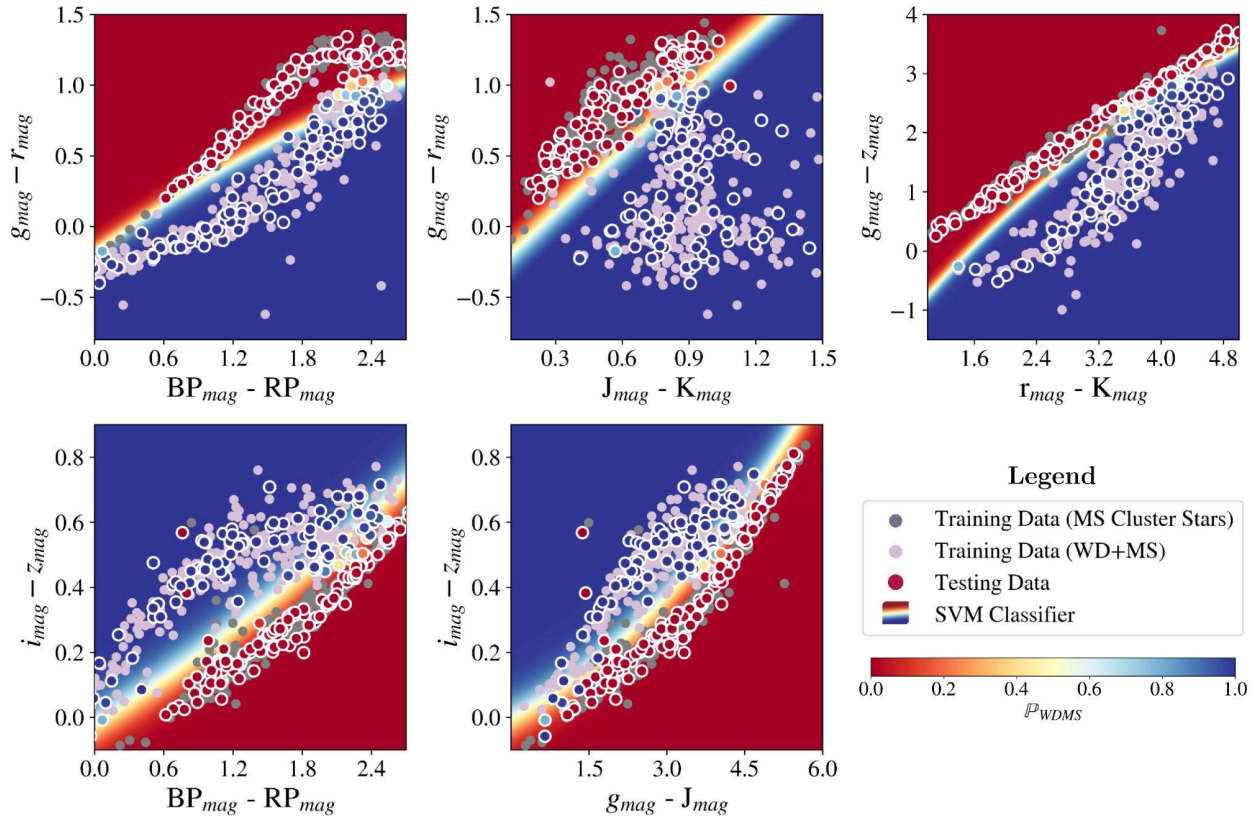 1.5
1.0
0.5
0.0
−0.5
g_mag − r_mag
0.0 0.6 1.2 1.8 2.4
BP_mag - RP_mag
1.5
1.0
0.5
0.0
−0.5
g_mag − r_mag
0.3 0.6 0.9 1.2 1.5
J_mag - K_mag
4
3
2
1
0
−1
g_mag − z_mag
1.6 2.4 3.2 4.0 4.8
r_mag - K_mag
0.8
0.6
0.4
0.2
0.0
i_mag − z_mag
0.0 0.6 1.2 1.8 2.4
BP_mag - RP_mag
0.8
0.6
0.4
0.2
0.0
i_mag − z_mag
1.5 3.0 4.5 6.0
g_mag - J_mag
Legend
Training Data (MS Cluster Stars)
Training Data (WD+MS)
Testing Data
SVM Classifier
0.0 0.2 0.4 0.6 0.8 1.0
ℙ_WDMS